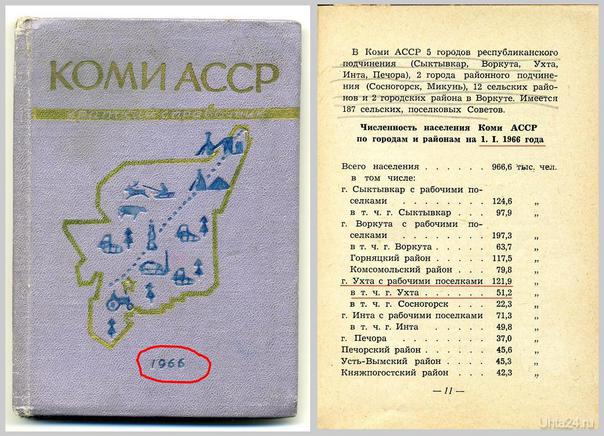 КОМИ АССР
КРАТКИЙ СПРАВОЧНИК
1966
В Коми АССР 5 городов республиканского
подчинения (Сыктывкар, Воркута, Ухта,
Инта, Печора), 2 города районного подчине-
ния (Сосногорск, Микунь), 12 сельских райо-
нов и 2 городских района в Воркуте. Имеется
187 сельских, поселковых Советов.
Численность населения Коми АССР
по городам и районам на 1. I. 1966 года
Всего населения . . . . . 966,6 тыс. чел.
в том числе:
г. Сыктывкар с рабочими по-
селками . . . . . . . 124,6 „
в т. ч. г. Сыктывкар . . . 97,9 „
г. Воркута с рабочими по-
селками . . . . . . . 197,3 „
в т. ч. г. Воркута . . . . 63,7 „
Горняцкий район . . . . 117,5 „
Комсомольский район . . . 79,8 „
г. Ухта с рабочими поселками 121,9 „
в т. ч. г. Ухта . . . . . 51,2 „
в т. ч. г. Сосногорск . . . 22,3 „
г. Инта с рабочими поселками 71,3 „
в т. ч. г. Инта . . . . . 49,8 „
г. Печора . . . . . . . 37,0 „
Печорский район . . . . . 45,6 „
Усть-Вымский район . . . . 45,3 „
Княжпогостский район . . . 42,3 „
— 11 —
Uhta24.ru